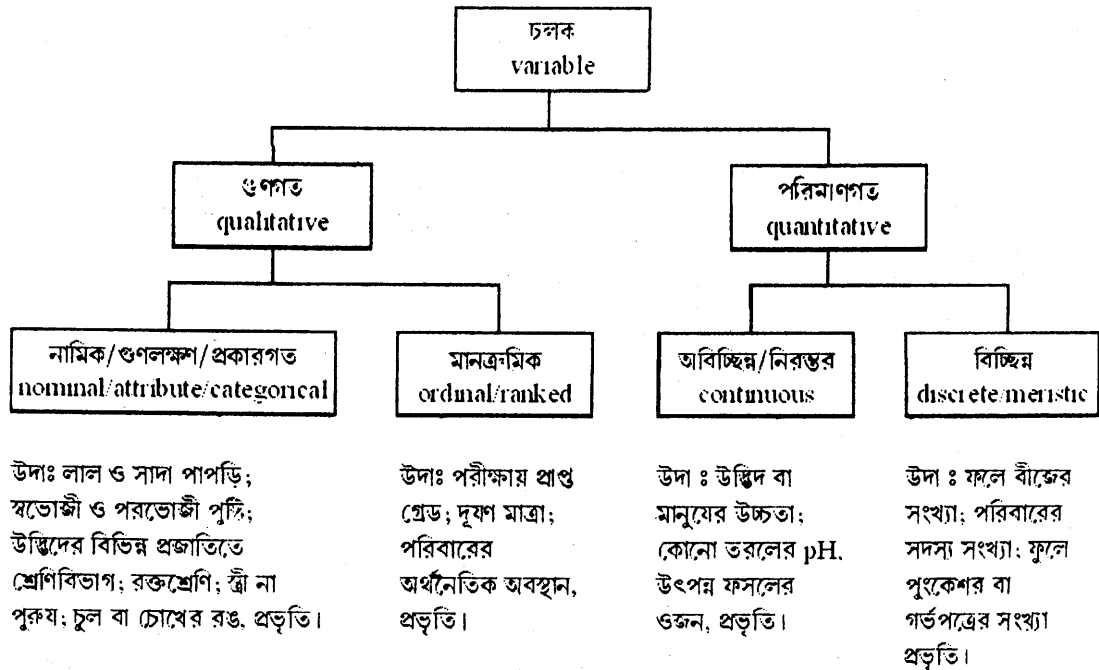 চলক
variable
গুণগত
qualitative
পরিমাণগত
quantitative
নামিক/গুণলক্ষণ/প্রকারগত
nominal/attribute/categorical
মানক্রমিক
ordinal/ranked
অবিচ্ছিন্ন/নিরন্তর
continuous
বিচ্ছিন্ন
discrete/meristic
উদাঃ লাল ও সাদা পাপড়ি;
স্বভোজী ও পরভোজী পুষ্টি;
উদ্ভিদের বিভিন্ন প্রজাতিতে
শ্রেণিবিভাগ; রক্তশ্রেণি; স্ত্রী না
পুরুষ; চুল বা চোখের রঙ, প্রভৃতি।
উদাঃ পরীক্ষায় প্রাপ্ত
গ্রেড; দূষণ মাত্রা;
পরিবারের
অর্থনৈতিক অবস্থান,
প্রভৃতি।
উদা ঃ উদ্ভিদ বা
মানুষের উচ্চতা;
কোনো তরলের pH,
উৎপন্ন ফসলের
ওজন, প্রভৃতি।
উদা ঃ ফলে বীজের
সংখ্যা; পরিবারের
সদস্য সংখ্যা; ফুলে
পুংকেশর বা
গর্ভপত্রের সংখ্যা
প্রভৃতি।